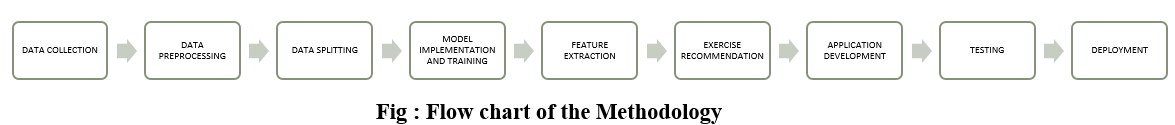 DATA COLLECTION
DATA
PREPROCESSING
DATA SPLITTING
MODEL
IMPLEMENTATION
AND TRAINING
FEATURE
EXTRACTION
EXERCISE
RECOMMENDATION
APPLICATION
DEVELOPMENT
TESTING
DEPLOYMENT
Fig : Flow chart of the Methodology